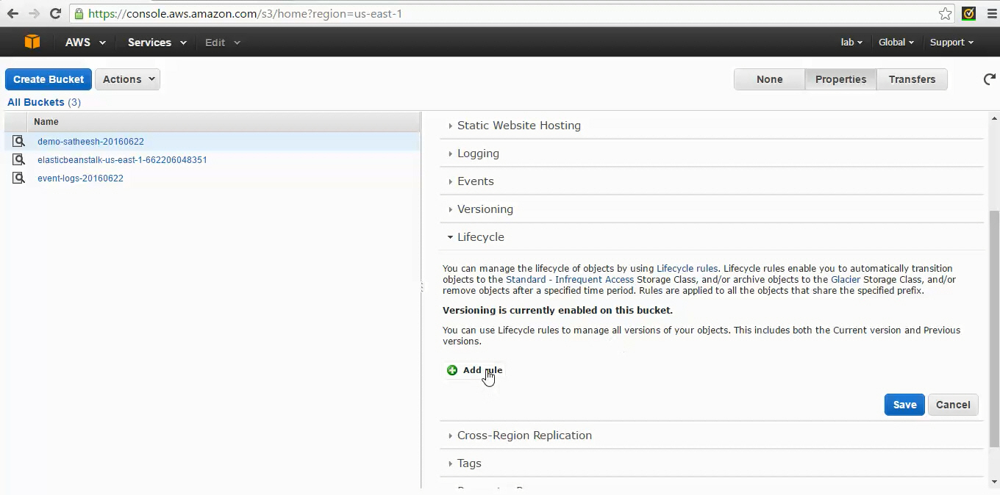 https://console.aws.amazon.com/s3/home?region=us-east-1
AWS Services Edit lab Global Support
Create Bucket Actions None Properties Transfers
All Buckets (3)
Name
demo-satheesh-20160622
elasticbeanstalk-us-east-1-662206048351
event-logs-20160622
Static Website Hosting
Logging
Events
Versioning
Lifecycle
You can manage the lifecycle of objects by using Lifecycle rules. Lifecycle rules enable you to automatically transition
objects to the Standard - Infrequent Access Storage Class, and/or archive objects to the Glacier Storage Class, and/or
remove objects after a specified time period. Rules are applied to all the objects that share the specified prefix.
Versioning is currently enabled on this bucket.
You can use Lifecycle rules to manage all versions of your objects. This includes both the Current version and Previous
versions.
Add rule
Save Cancel
Cross-Region Replication
Tags